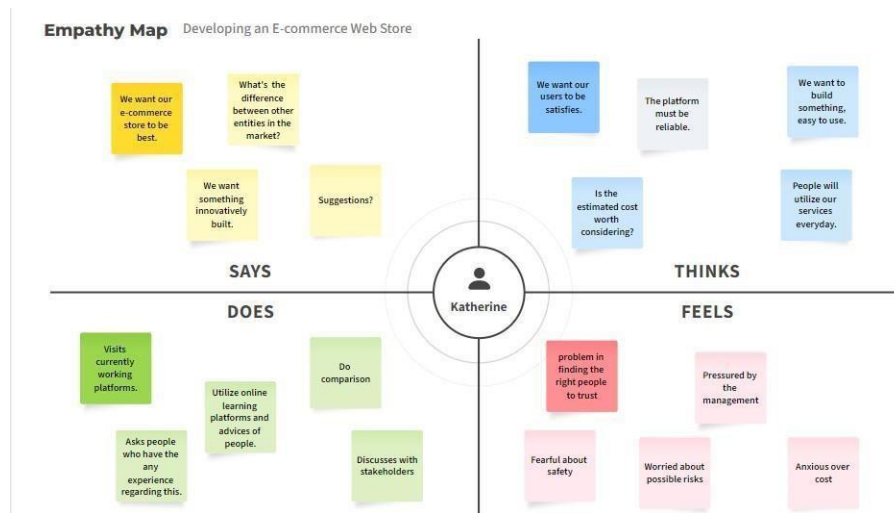 Empathy Map Developing an E-commerce Web Store
We want our
e-commerce
store to be
best.
What's the
difference
between other
entities in the
market?
We want
something
innovatively
built.
Suggestions?
SAYS
We want our
users to be
satisfies.
The platform
must be
reliable.
We want to
build
something,
easy to use.
Is the
estimated cost
worth
considering?
People will
utilize our
services
everyday.
THINKS
Katherine
DOES
Visits
currently
working
platforms.
Utilize online
learning
platforms and
advices of
people.
Do
comparison
Asks people
who have the
any
experience
regarding this.
Discusses with
stakeholders
FEELS
problem in
finding the
right people
to trust
Pressured by
the
management
Fearful about
safety
Worried about
possible risks
Anxious over
cost